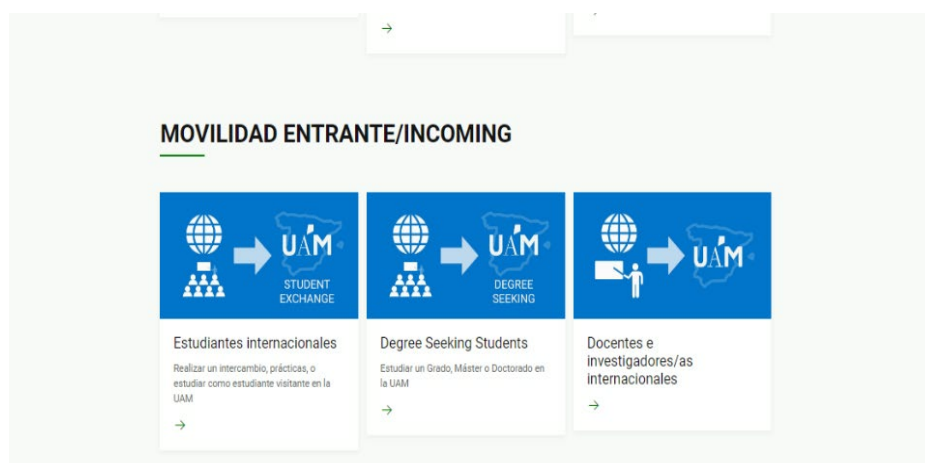 MOVILIDAD ENTRANTE/INCOMING
UAM
STUDENT
EXCHANGE
UAM
DEGREE
SEEKING
UAM
Estudiantes internacionales
Realizar un intercambio, prácticas, o
estudiar como estudiante visitante en la
UAM
Degree Seeking Students
Estudiar un Grado, Máster o Doctorado en
la UAM
Docentes e
investigadores/as
internacionales